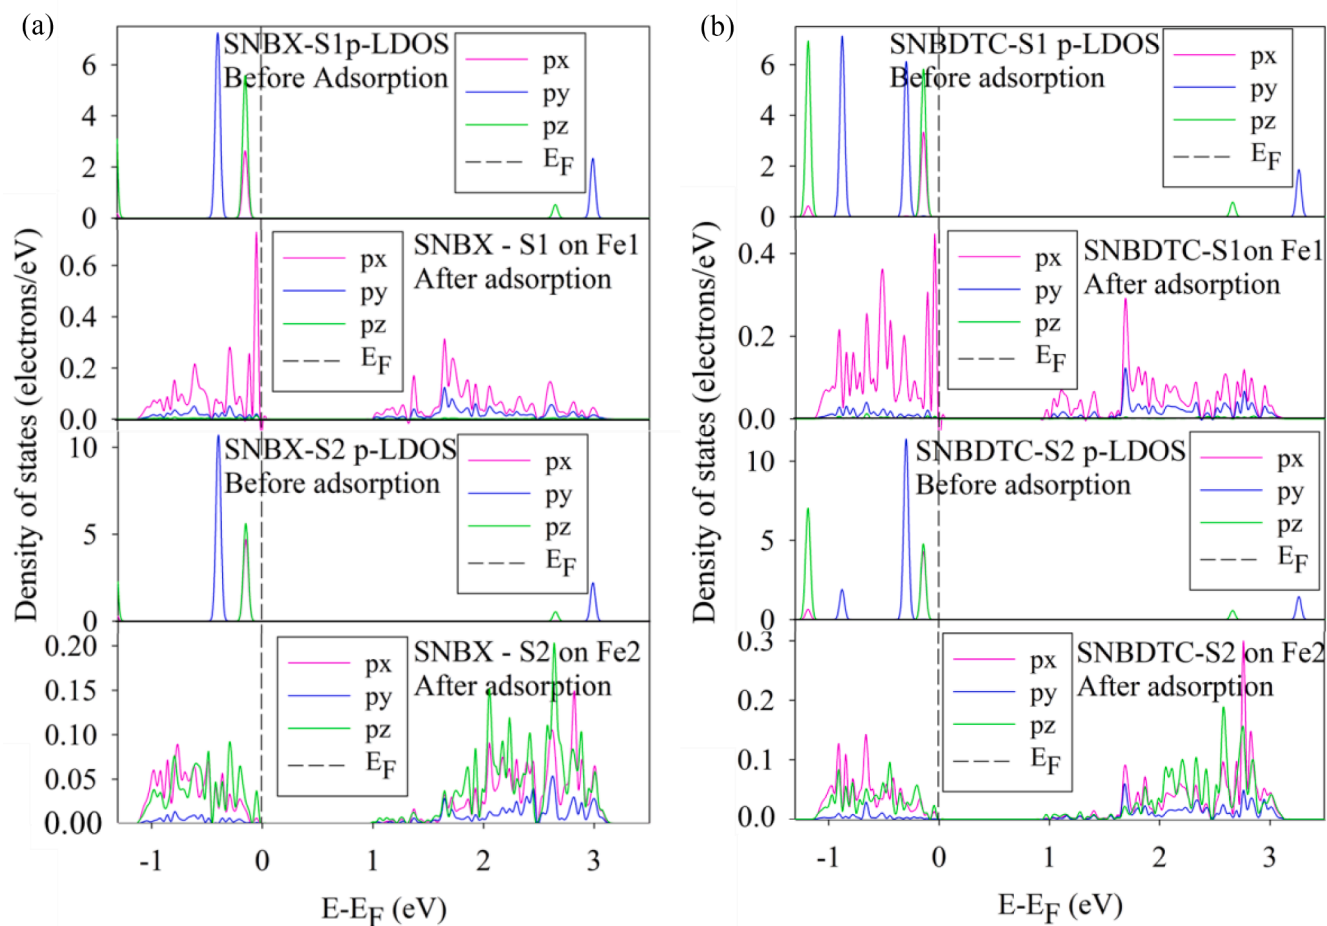 (a)
Density of states (electrons/eV)
SNBX-S1p-LDOS
Before Adsorption
px
py
pz
EF
6
4
2
0
SNBX - S1 on Fe1
After adsorption
px
py
pz
EF
0.6
0.4
0.2
0.0
SNBX-S2 p-LDOS
Before adsorption
px
py
pz
EF
10
5
0
SNBX - S2 on Fe2
After adsorption
px
py
pz
EF
0.20
0.15
0.10
0.05
0.00
-1 0 1 2 3
E-EF (eV)
(b)
Density of states (electrons/eV)
SNBDTC-S1 p-LDOS
Before adsorption
px
py
pz
EF
6
4
2
0
SNBDTC-S1on Fe1
After adsorption
px
py
pz
EF
0.4
0.2
0.0
SNBDTC-S2 p-LDOS
Before adsorption
px
py
pz
EF
10
5
0
SNBDTC-S2 on Fe2
After adsorption
px
py
pz
EF
0.3
0.2
0.1
0.0
-1 0 1 2 3
E-EF (eV)